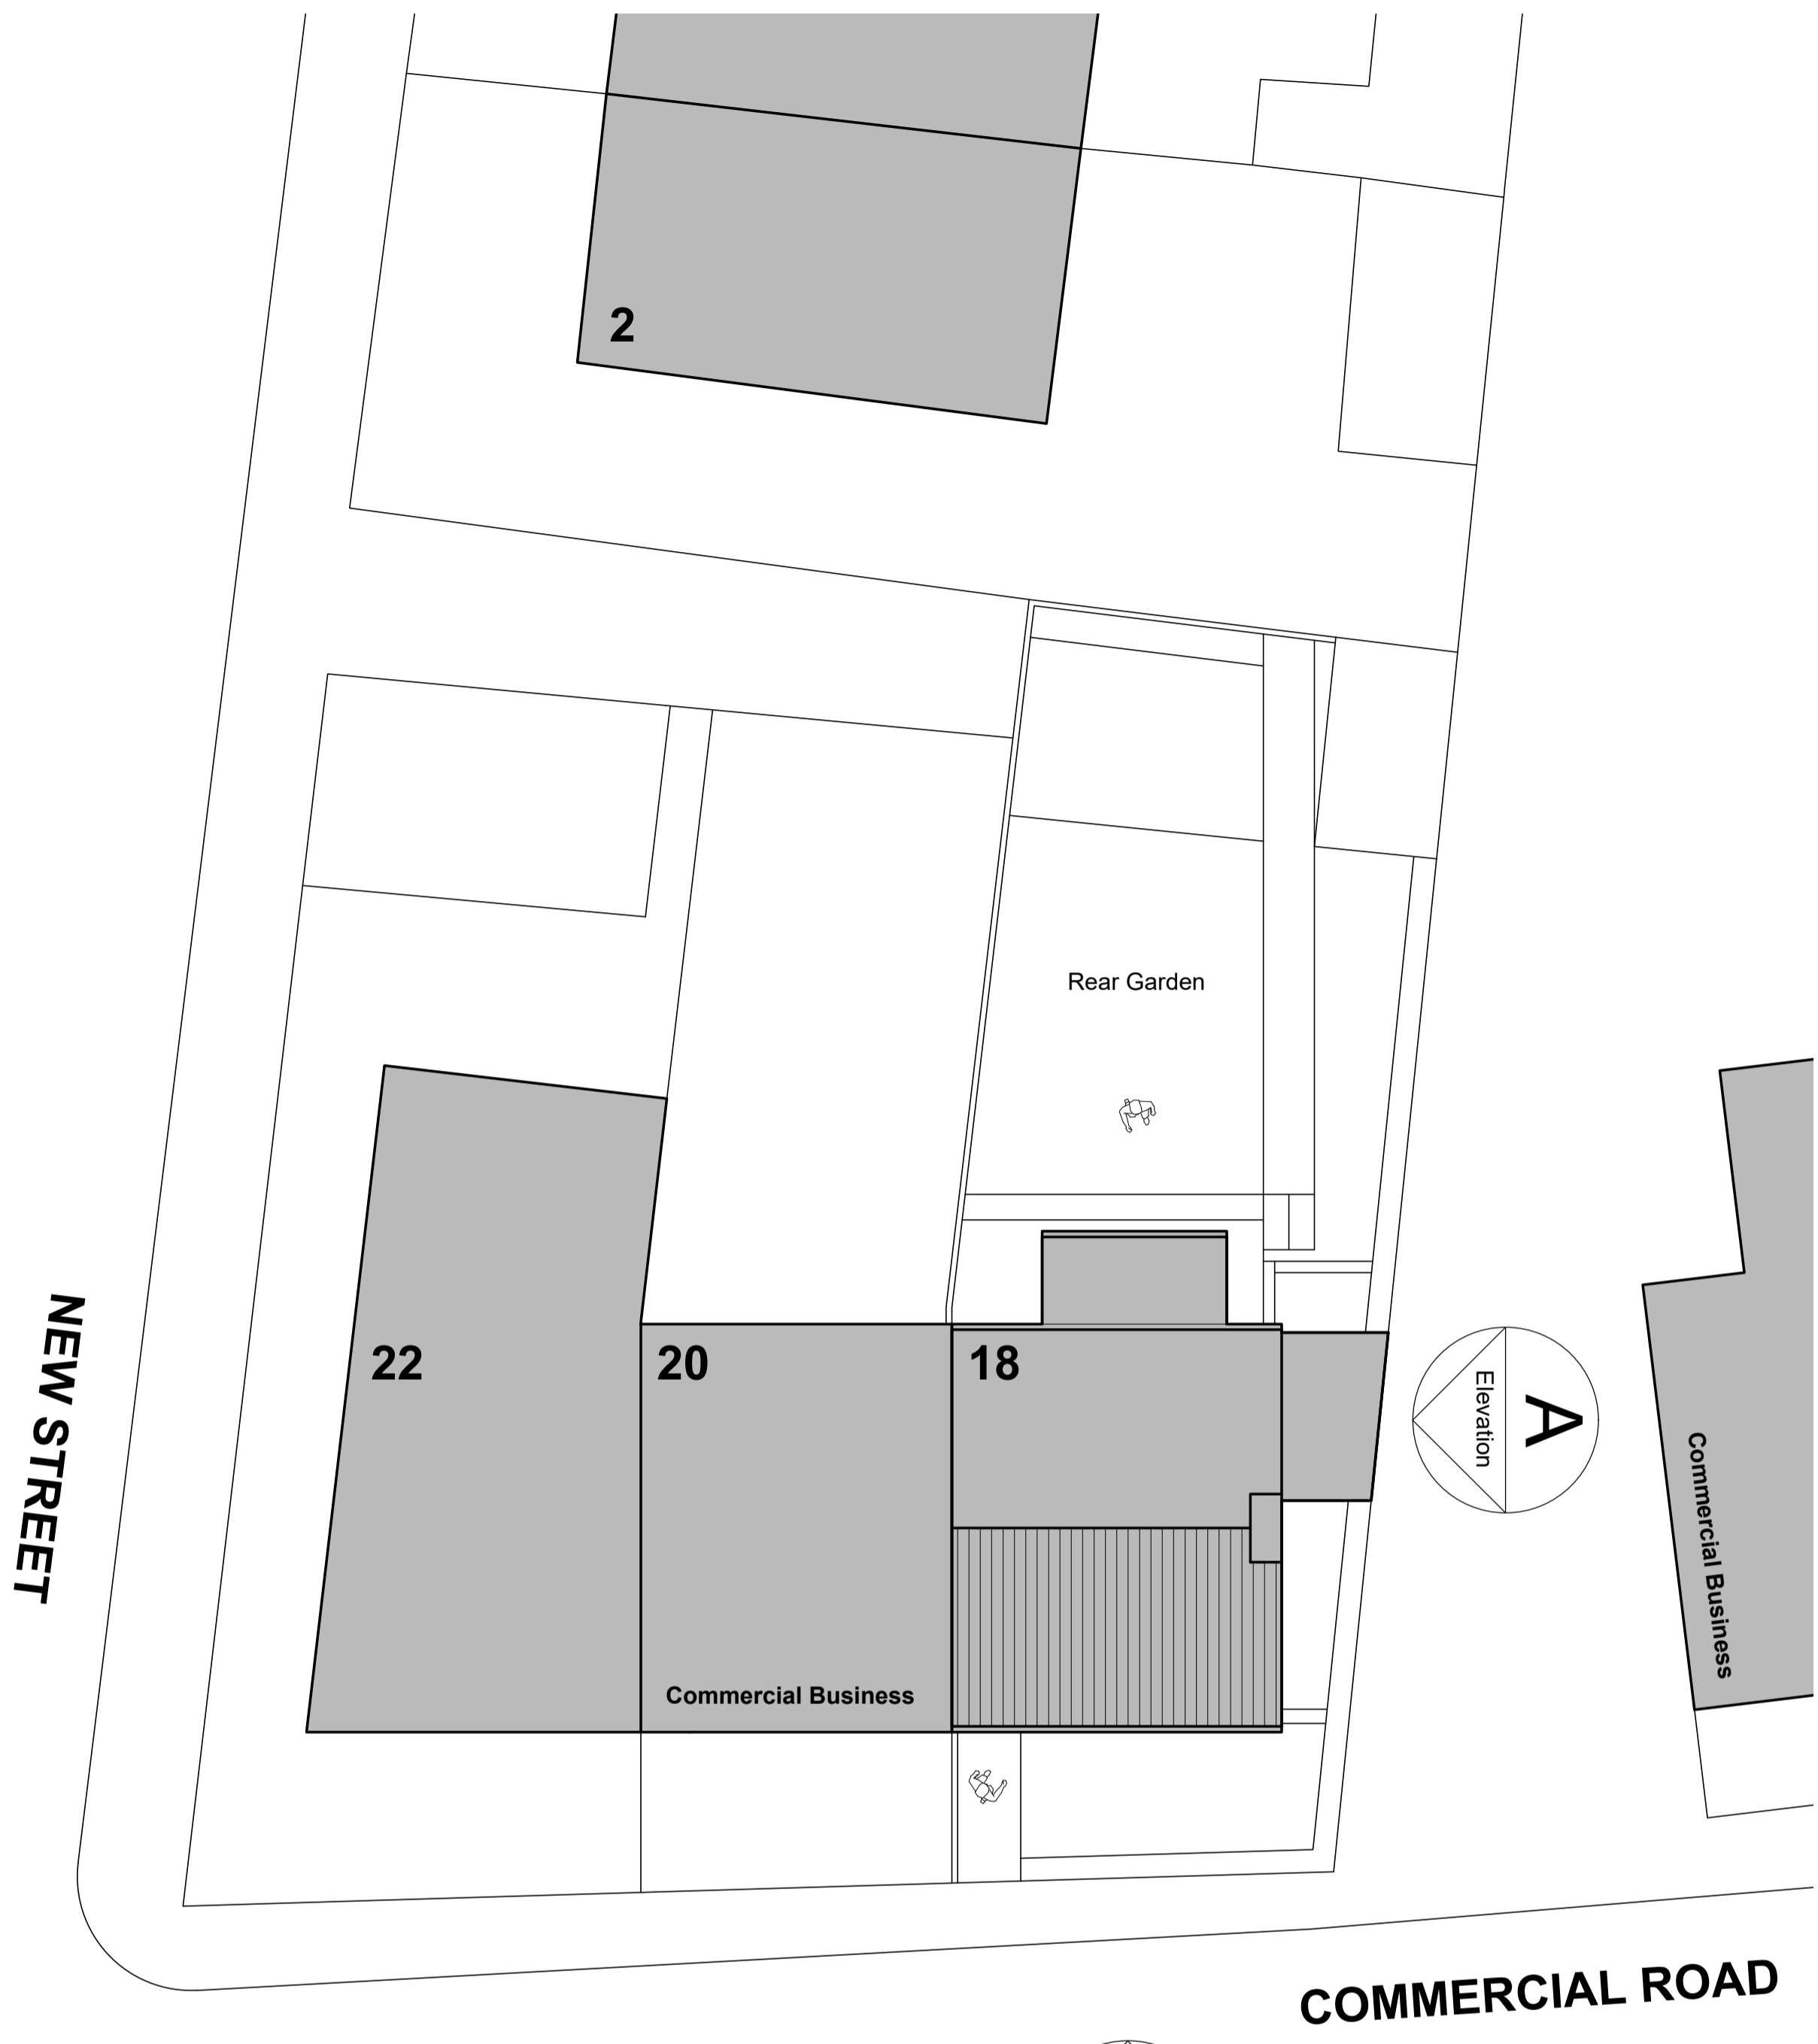 2
Rear Garden
22
20
18
A
Elevation
NEW STREET
Commercial Business
Commercial Business
COMMERCIAL ROAD